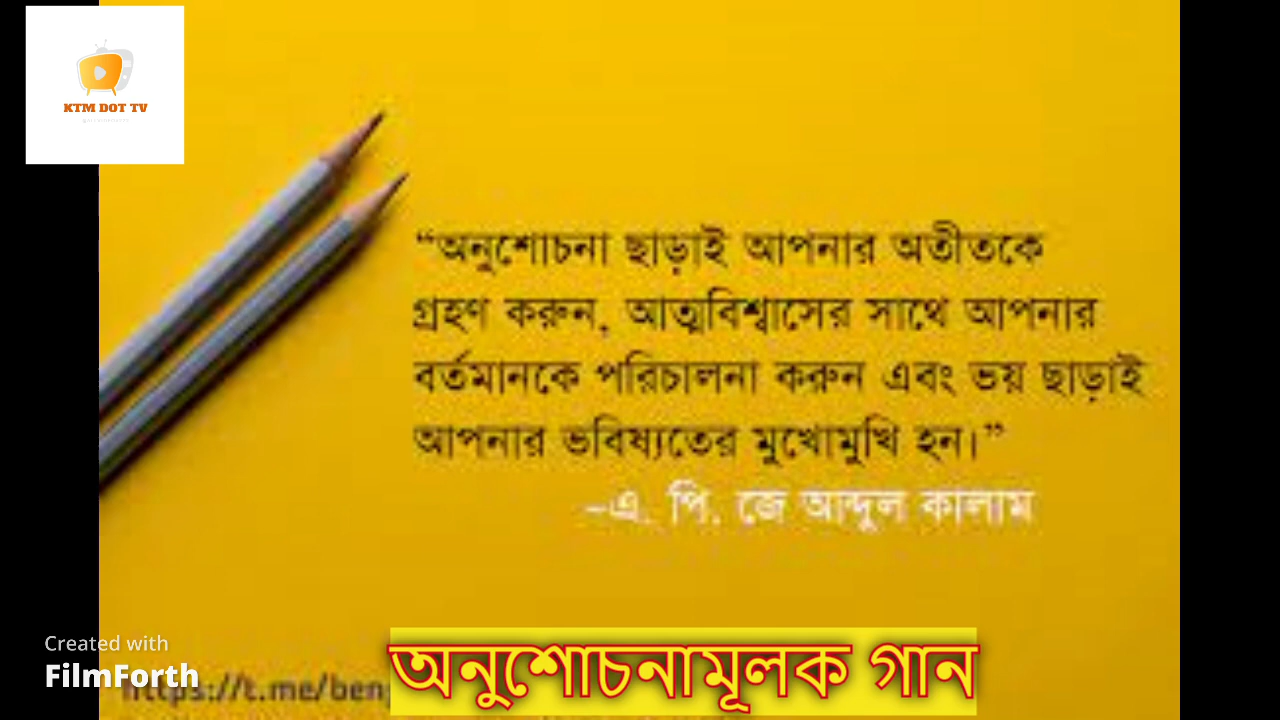 KTM DOT TV
“অনুশোচনা ছাড়াই আপনার অতীতকে
গ্রহণ করুন, আত্মবিশ্বাসের সাথে আপনার
বর্তমানকে পরিচালনা করুন এবং ভয় ছাড়াই
আপনার ভবিষ্যতের মুখোমুখি হন।”
–এ. পি. জে আব্দুল কালাম
Created with
FilmForth
https://t.me/ben
অনুশোচনামূলক গান